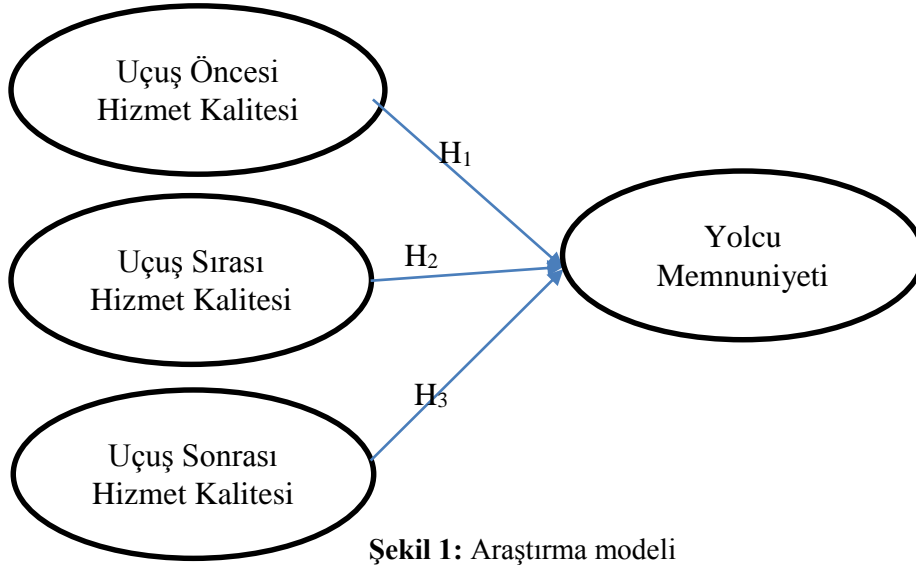 Uçuş Öncesi
Hizmet Kalitesi
H₁
Yolcu
Memnuniyeti
Uçuş Sırası
Hizmet Kalitesi
H₂
H₃
Uçuş Sonrası
Hizmet Kalitesi
Şekil 1: Araştırma modeli